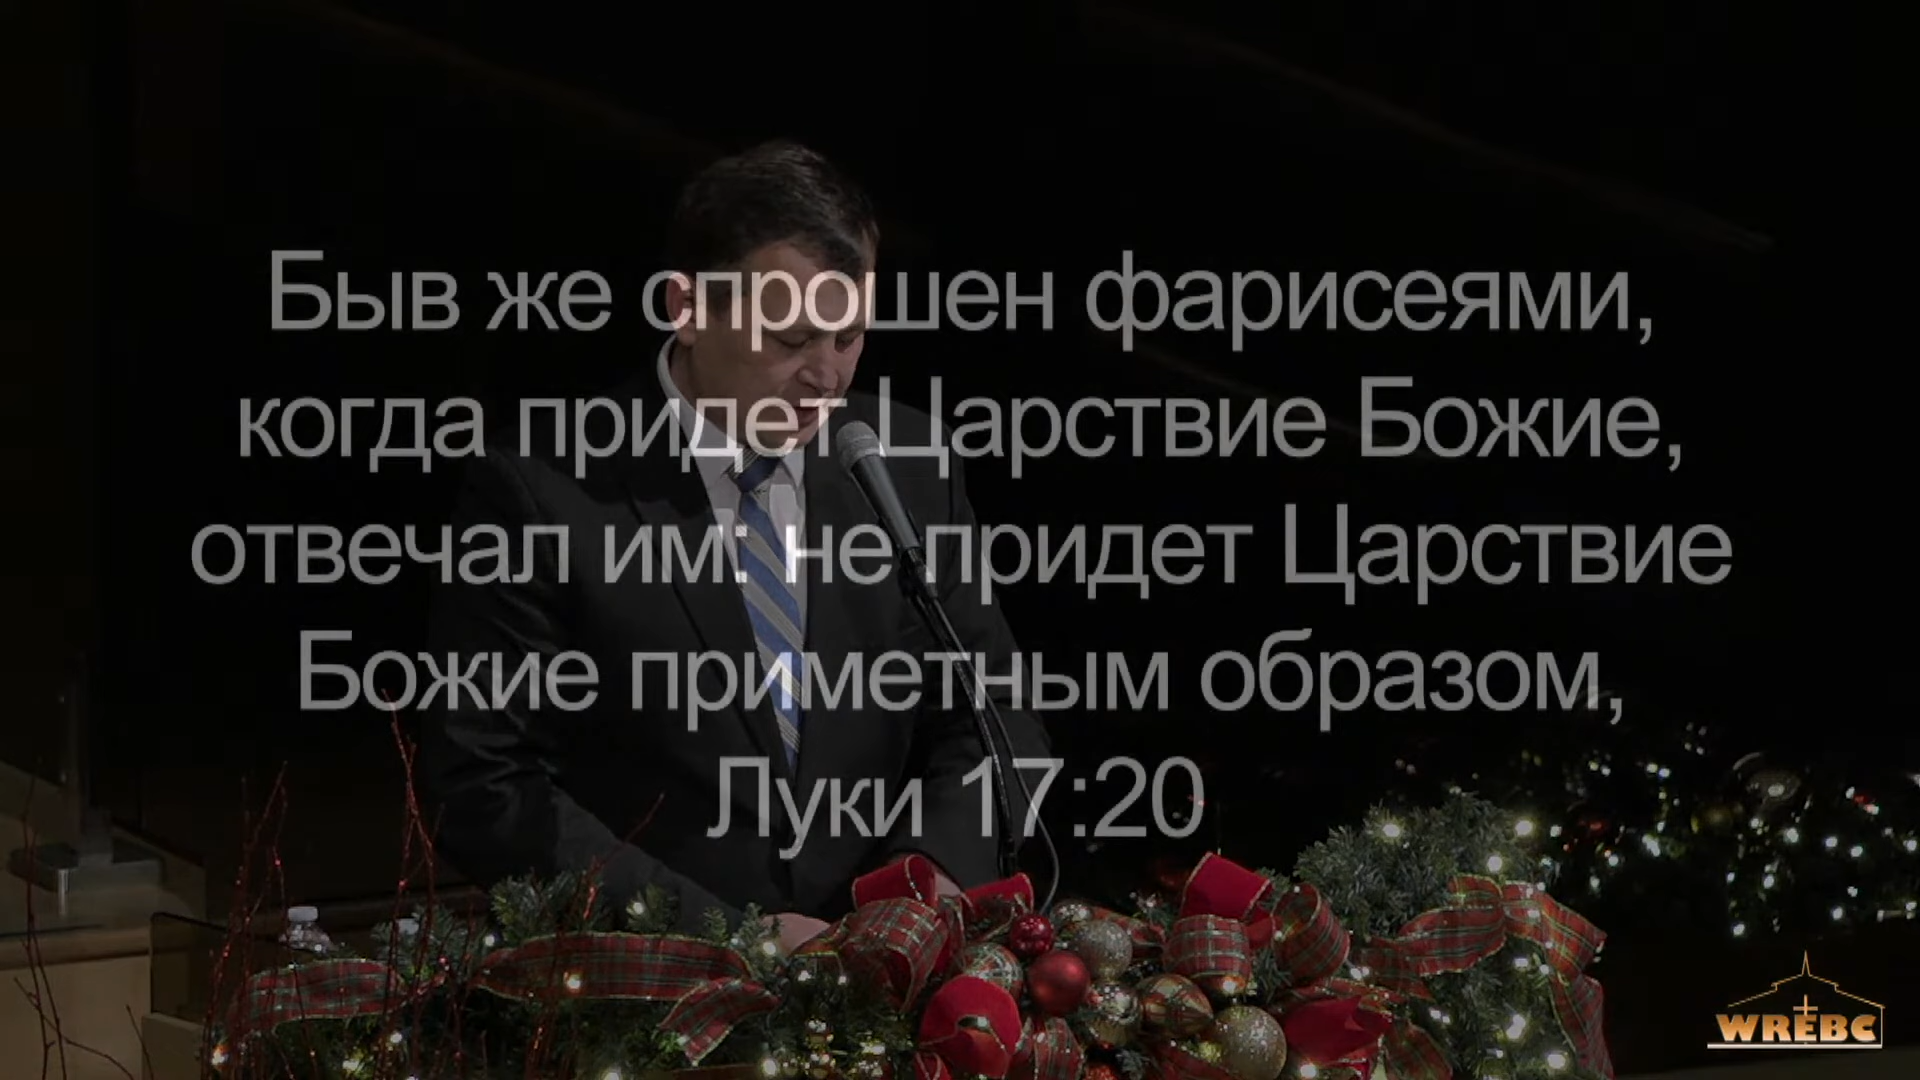 Быв же спрошен фарисеями,
когда придет Царствие Божие,
отвечал им: не придет Царствие
Божие приметным образом,
Луки 17:20
WREBC